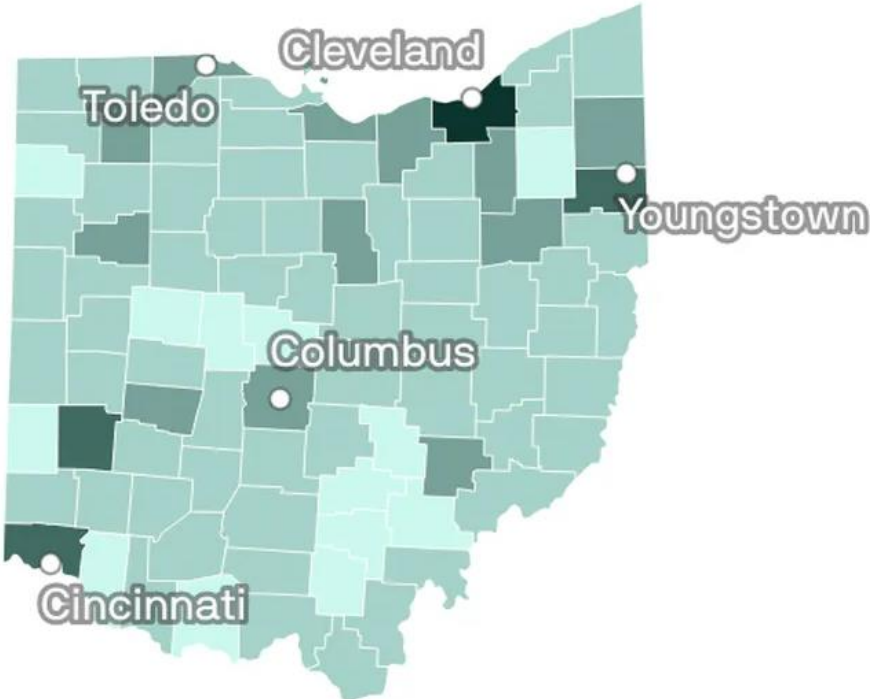 Cleveland
Toledo
Youngstown
Columbus
Cincinnati